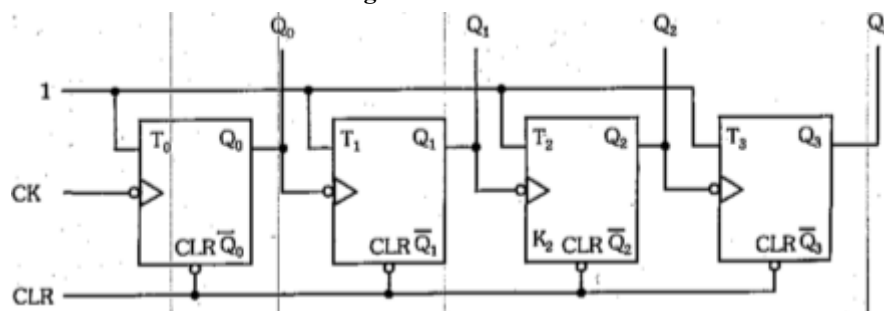 Q₀ Q₁ Q₂ Q
1
T₀ Q₀ T₁ Q₁ T₂ Q₂ T₃ Q₃
CK
CLR Q̅₀ CLR Q̅₁ K₂ CLR Q̅₂ CLR Q̅₃
CLR